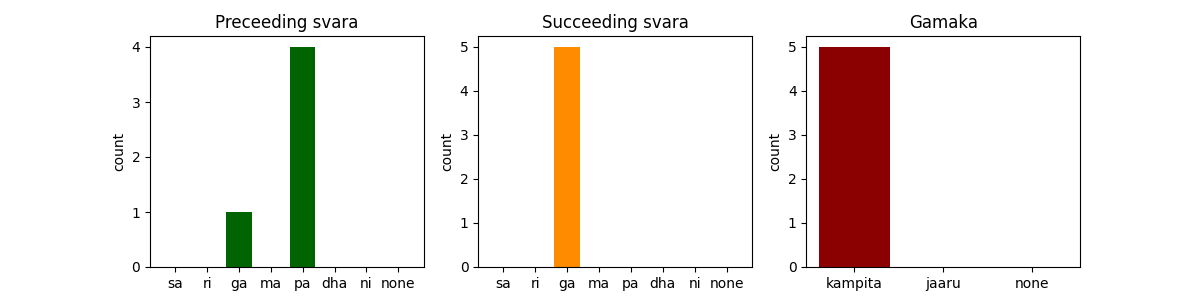 Preceeding svara
count
4
3
2
1
0
sa ri ga ma pa dha ni none
Succeeding svara
count
5
4
3
2
1
0
sa ri ga ma pa dha ni none
Gamaka
count
5
4
3
2
1
0
kampita jaaru none